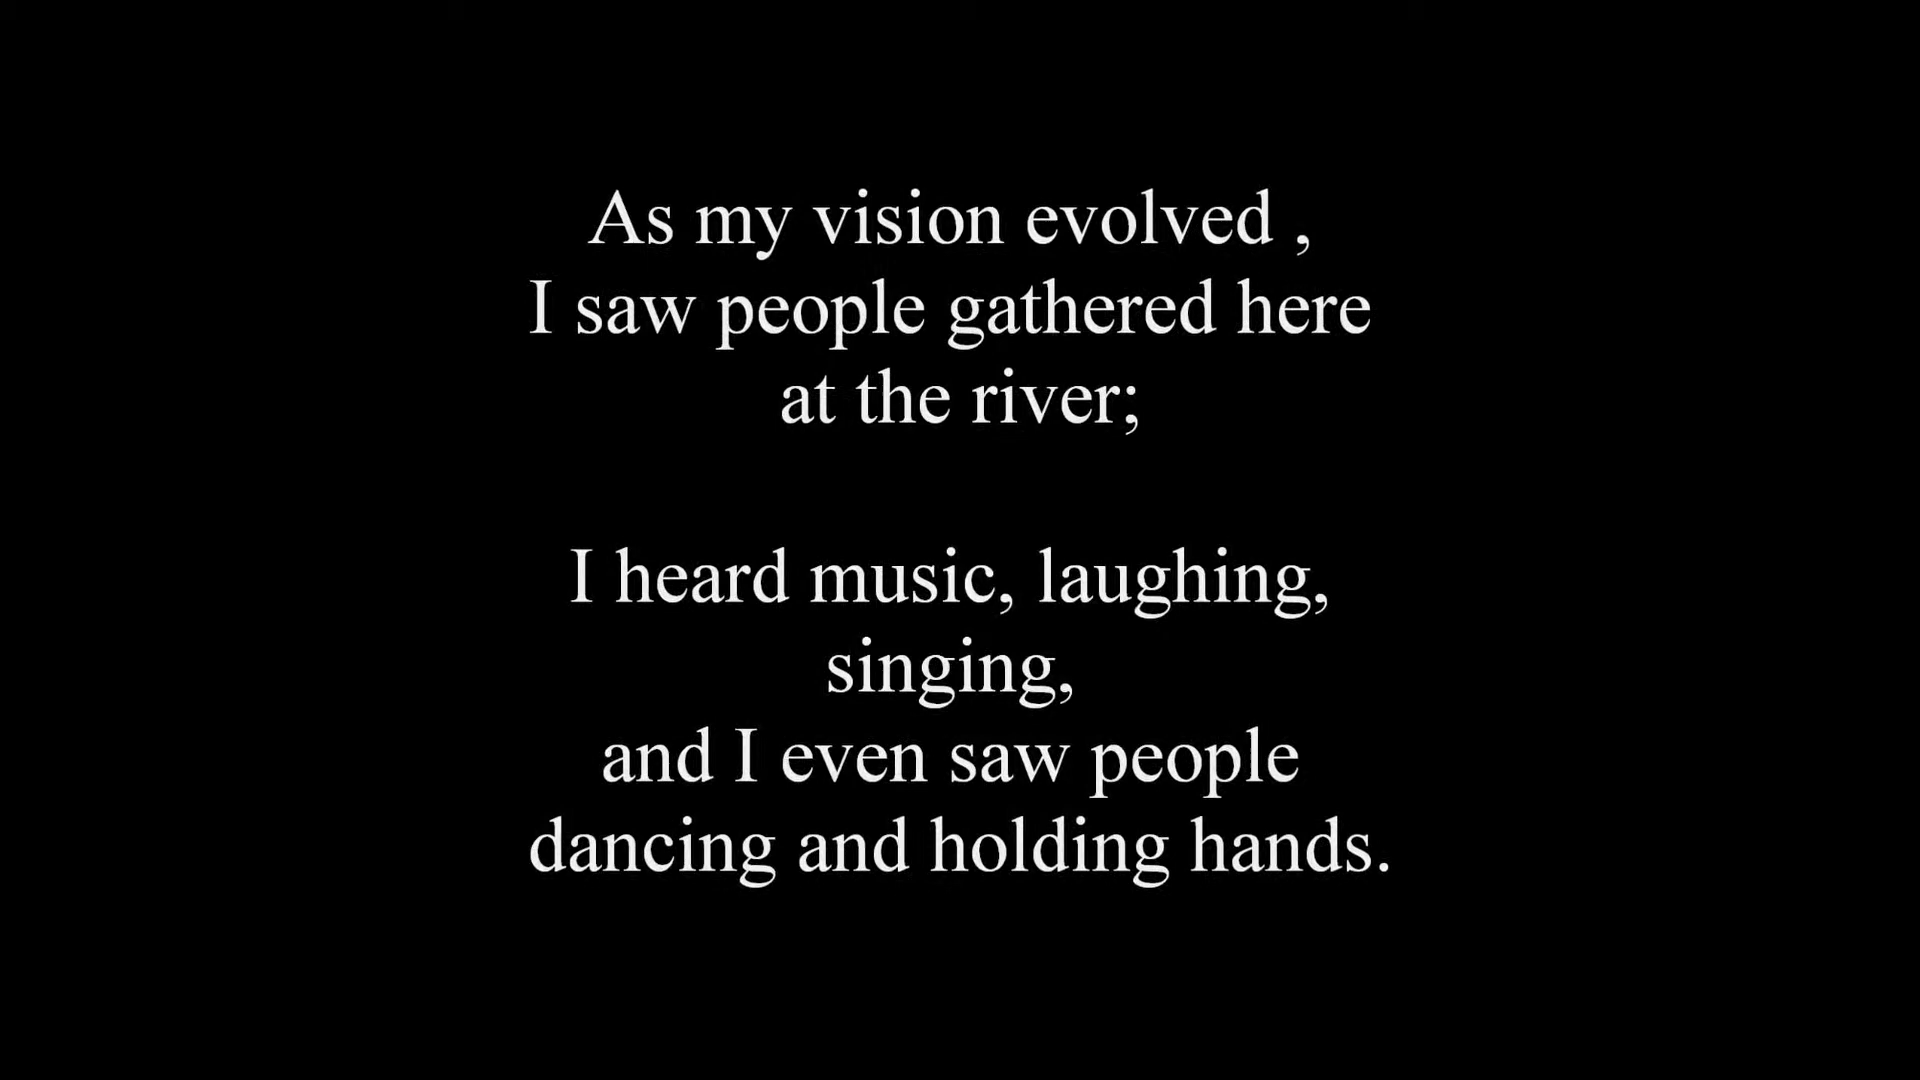 As my vision evolved ,
I saw people gathered here
at the river;
I heard music, laughing,
singing,
and I even saw people
dancing and holding hands.